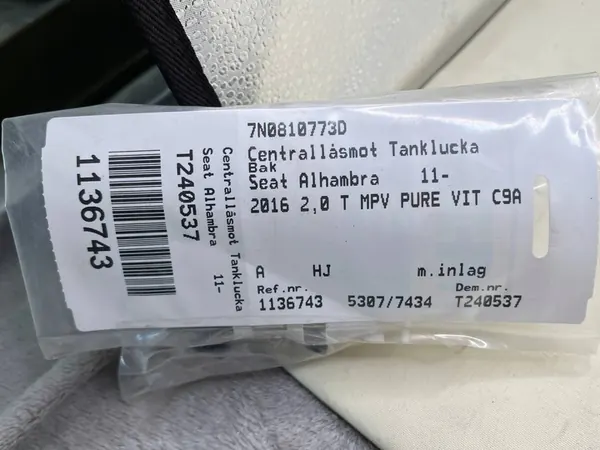 7N0810773D
Centrallåsmot Tanklucka
Bak
Seat Alhambra 11-
2016 2,0 T MPV PURE VIT C9A
A HJ m.inlag
Ref.nr. Dem.nr.
1136743 5307/7434 T240537
1136743
T240537
Seat Alhambra 11-
Centrallåsmot Tanklucka